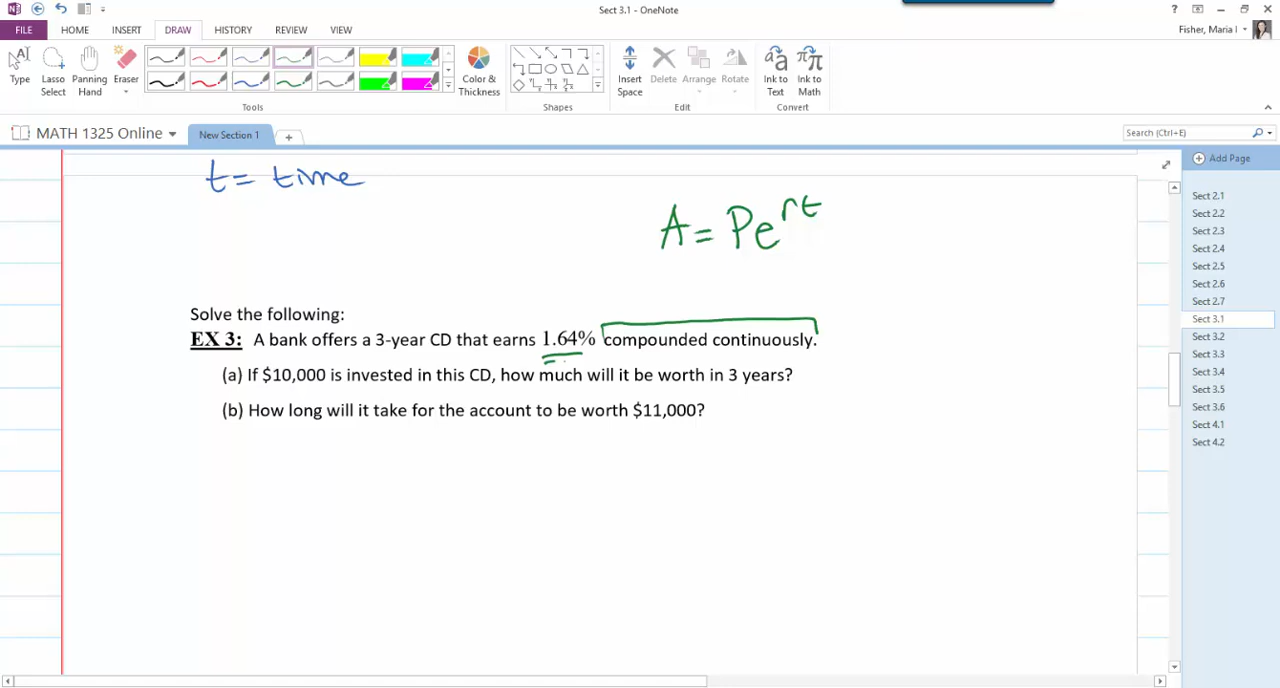 Sect 3.1 - OneNote
FILE HOME INSERT DRAW HISTORY REVIEW VIEW
Fisher, Maria I
Type
Lasso Select
Panning Hand
Eraser
Color & Thickness
Insert Space
Delete
Arrange
Rotate
Ink to Text
Ink to Math
Tools
Shapes
Edit
Convert
MATH 1325 Online
New Section 1
Search (Ctrl+E)
Add Page
Sect 2.1
Sect 2.2
Sect 2.3
Sect 2.4
Sect 2.5
Sect 2.6
Sect 2.7
Sect 3.1
Sect 3.2
Sect 3.3
Sect 3.4
Sect 3.5
Sect 3.6
Sect 4.1
Sect 4.2
t = time
A = Pe^rt
Solve the following:
EX 3: A bank offers a 3-year CD that earns 1.64% compounded continuously.
(a) If $10,000 is invested in this CD, how much will it be worth in 3 years?
(b) How long will it take for the account to be worth $11,000?